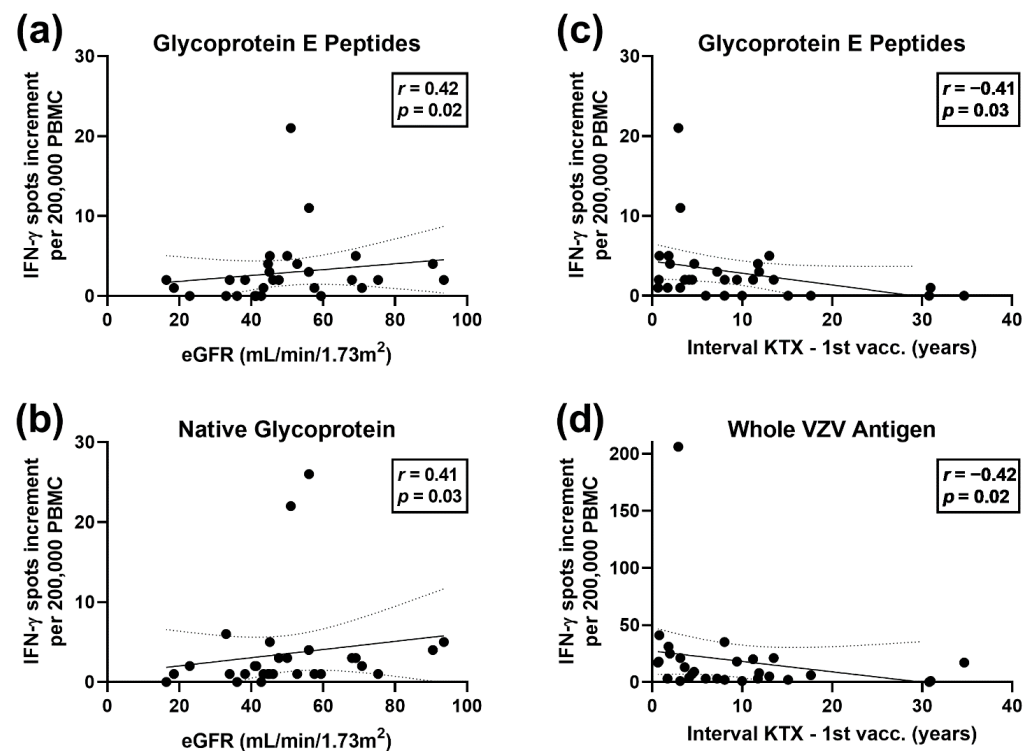 (a)
Glycoprotein E Peptides
IFN-γ spots increment
per 200,000 PBMC
30
20
10
0
0 20 40 60 80 100
eGFR (mL/min/1.73m²)
r = 0.42
p = 0.02
(c)
Glycoprotein E Peptides
IFN-γ spots increment
per 200,000 PBMC
30
20
10
0
0 10 20 30 40
Interval KTX - 1st vacc. (years)
r = −0.41
p = 0.03
(b)
Native Glycoprotein
IFN-γ spots increment
per 200,000 PBMC
30
20
10
0
0 20 40 60 80 100
eGFR (mL/min/1.73m²)
r = 0.41
p = 0.03
(d)
Whole VZV Antigen
IFN-γ spots increment
per 200,000 PBMC
200
150
100
50
0
0 10 20 30 40
Interval KTX - 1st vacc. (years)
r = −0.42
p = 0.02